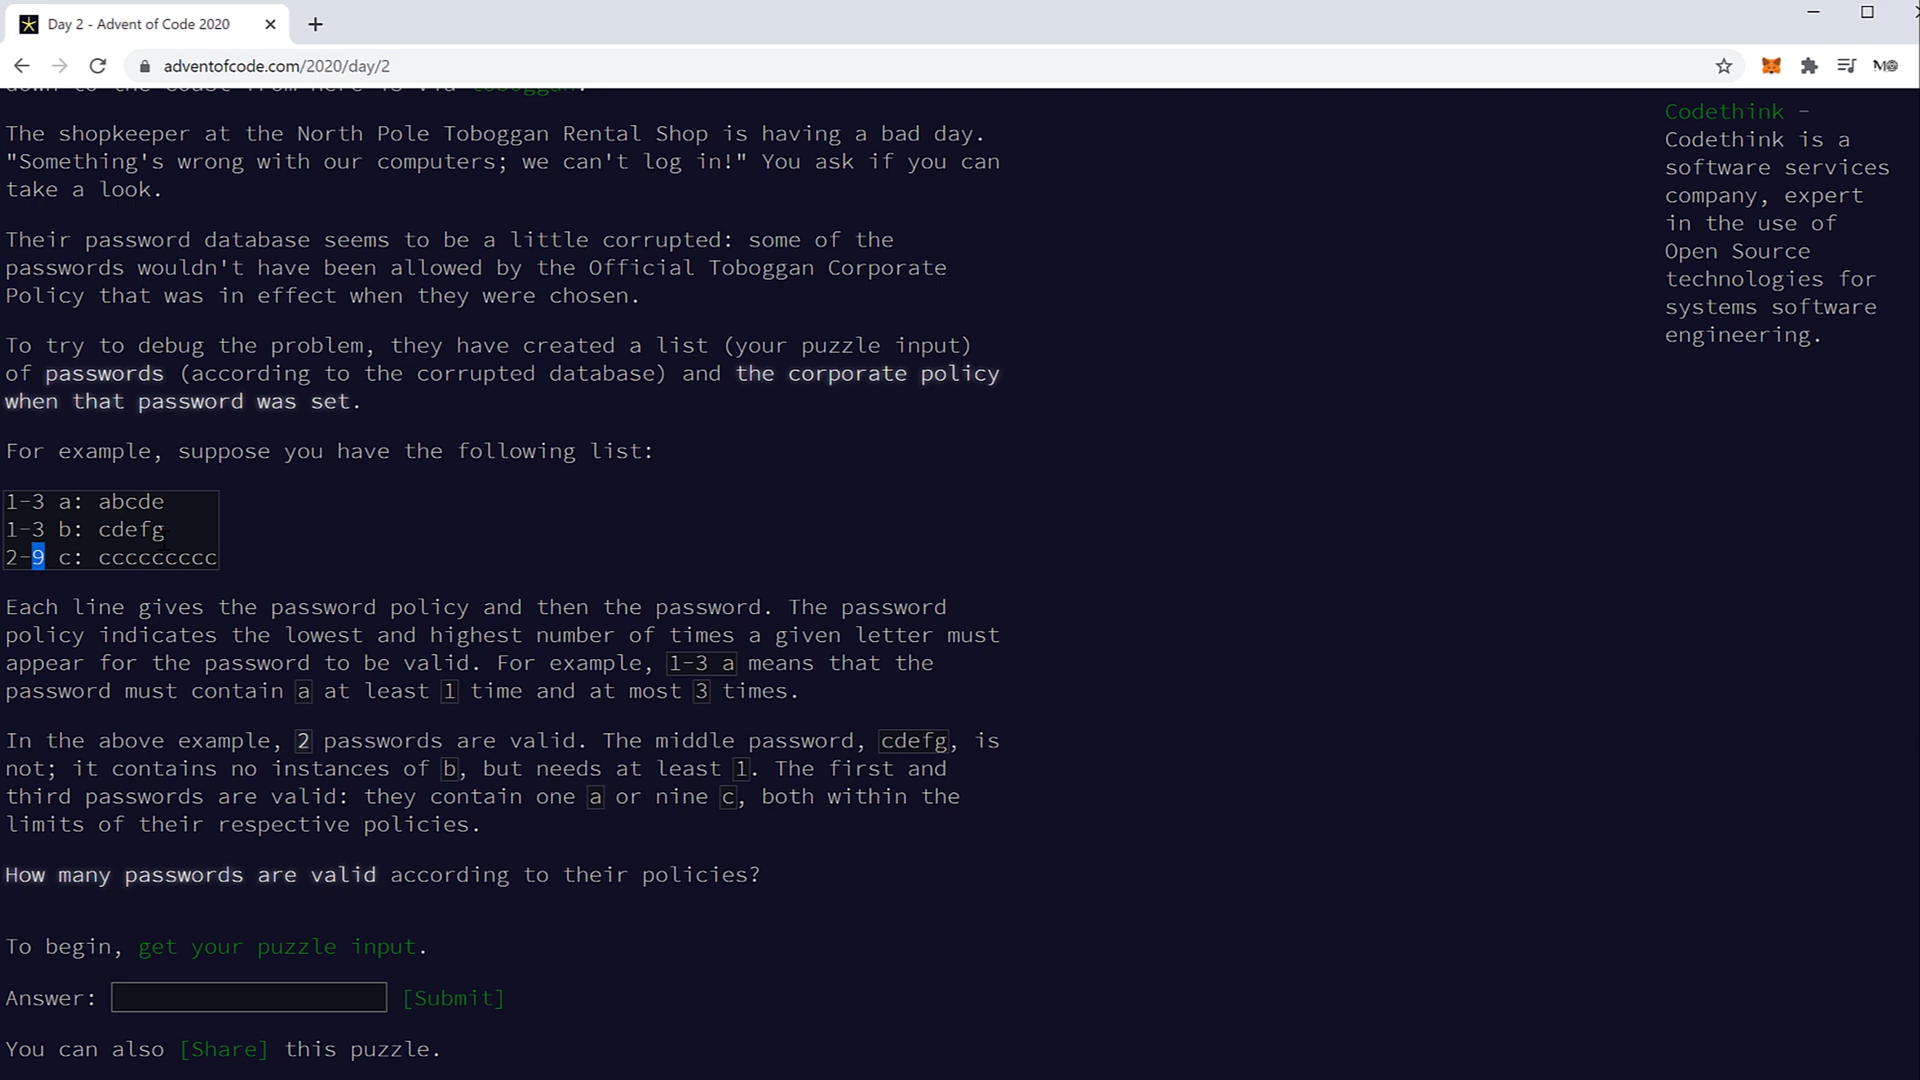 Day 2 - Advent of Code 2020
adventofcode.com/2020/day/2
down to the coast from here is via toboggan.
The shopkeeper at the North Pole Toboggan Rental Shop is having a bad day.
"Something's wrong with our computers; we can't log in!" You ask if you can
take a look.
Their password database seems to be a little corrupted: some of the
passwords wouldn't have been allowed by the Official Toboggan Corporate
Policy that was in effect when they were chosen.
To try to debug the problem, they have created a list (your puzzle input)
of passwords (according to the corrupted database) and the corporate policy
when that password was set.
For example, suppose you have the following list:
1-3 a: abcde
1-3 b: cdefg
2-9 c: ccccccccc
Each line gives the password policy and then the password. The password
policy indicates the lowest and highest number of times a given letter must
appear for the password to be valid. For example, 1-3 a means that the
password must contain a at least 1 time and at most 3 times.
In the above example, 2 passwords are valid. The middle password, cdefg, is
not; it contains no instances of b, but needs at least 1. The first and
third passwords are valid: they contain one a or nine c, both within the
limits of their respective policies.
How many passwords are valid according to their policies?
To begin, get your puzzle input.
Answer: [Submit]
You can also [Share] this puzzle.
Codethink -
Codethink is a
software services
company, expert
in the use of
Open Source
technologies for
systems software
engineering.